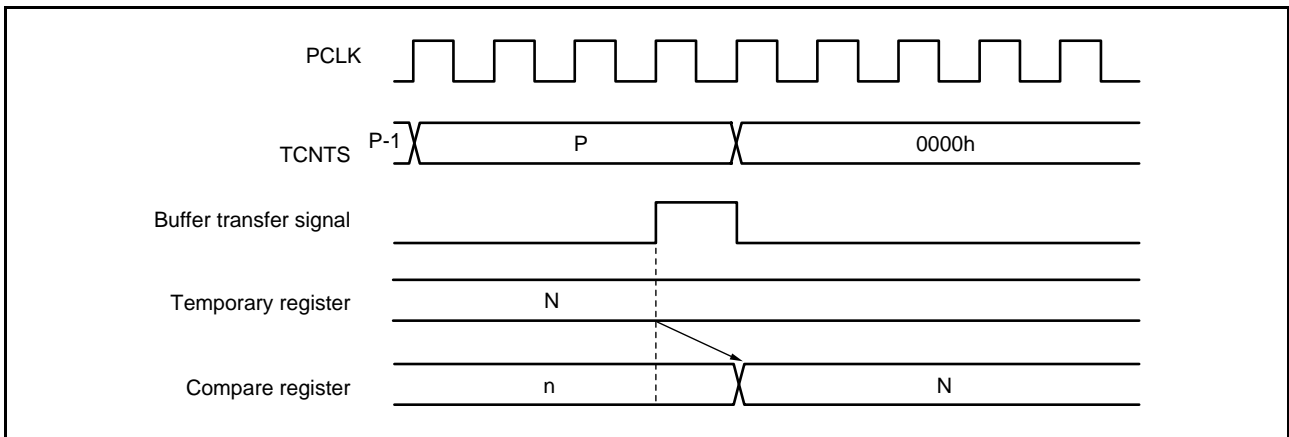 PCLK
TCNTS P-1 P 0000h
Buffer transfer signal
Temporary register N
Compare register n N